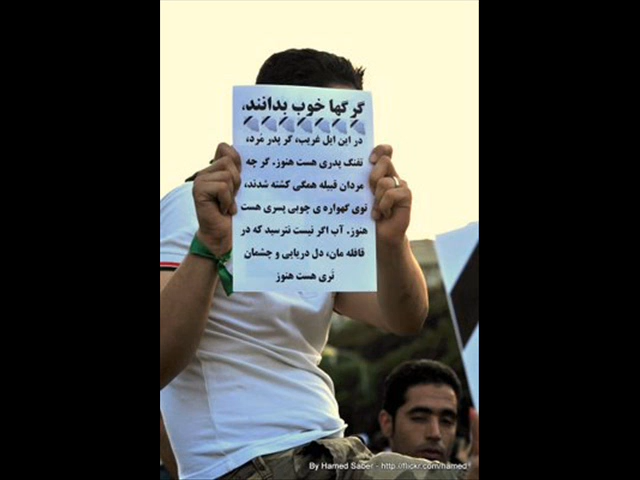 گرگها خوب بدانند،
در این ایل غریب، گر پدر مُرد،
تفنگ پدری هست هنوز. گر چه
مردان قبیله همگی کشته شدند،
توی گهواره ی چوبی پسری هست
هنوز. آب اگر نیست نترسید که در
قافله مان، دل دریایی و چشمان
تَری هست هنوز
By Hamed Saber - http://flickr.com/hamed